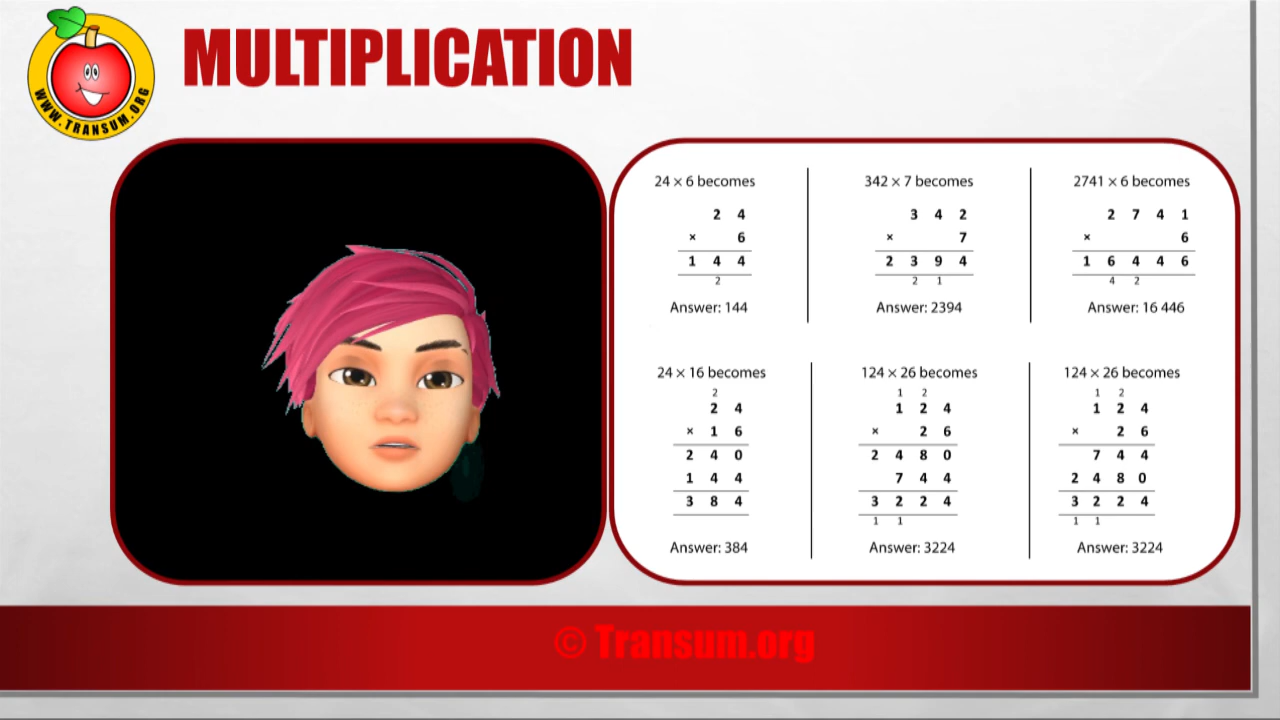 MULTIPLICATION
WWW.TRANSUM.ORG
24 × 6 becomes
2 4
× 6
1 4 4
2
Answer: 144
342 × 7 becomes
3 4 2
× 7
2 3 9 4
2 1
Answer: 2394
2741 × 6 becomes
2 7 4 1
× 6
1 6 4 4 6
4 2
Answer: 16 446
24 × 16 becomes
2
2 4
× 1 6
2 4 0
1 4 4
3 8 4
Answer: 384
124 × 26 becomes
1 2
1 2 4
× 2 6
2 4 8 0
7 4 4
3 2 2 4
1 1
Answer: 3224
124 × 26 becomes
1 2
1 2 4
× 2 6
7 4 4
2 4 8 0
3 2 2 4
1 1
Answer: 3224
© Transum.org